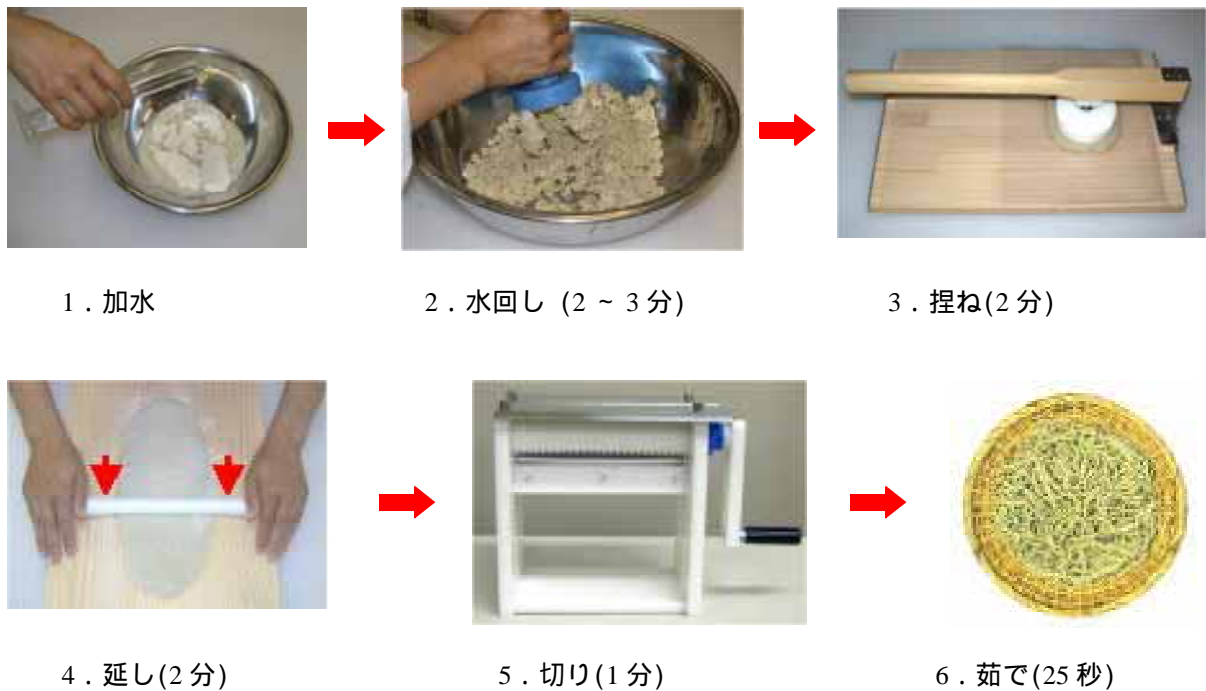 1．加水
2．水回し (2 ~ 3 分)
3．捏ね(2 分)
4．延し(2 分)
5．切り(1 分)
6．茹で(25 秒)